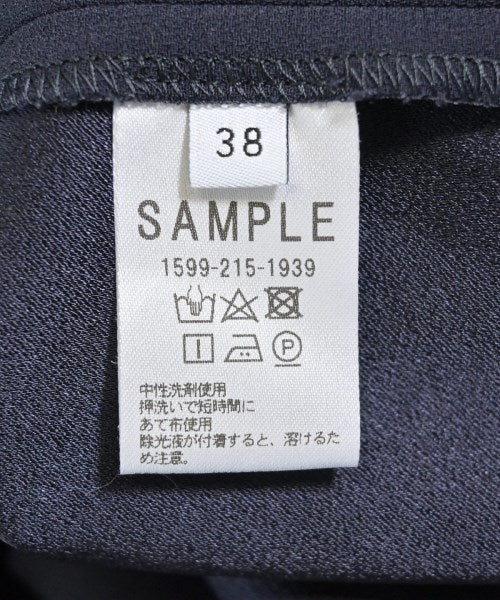 38
SAMPLE
1599-215-1939
P
中性洗剤使用
押洗いで短時間に
あて布使用
除光液が付着すると、溶けるた
め注意。